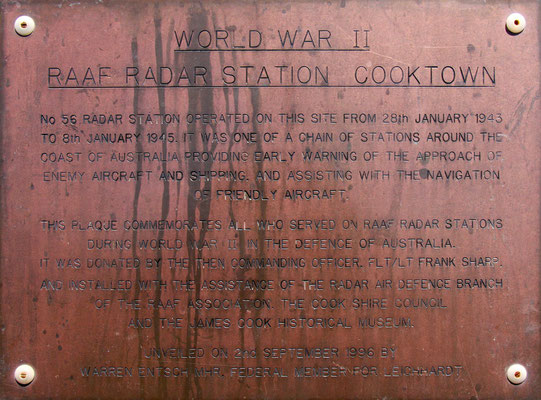 WORLD WAR II
RAAF RADAR STATION COOKTOWN
No 56 RADAR STATION OPERATED ON THIS SITE FROM 28th JANUARY 1943
TO 8th JANUARY 1945. IT WAS ONE OF A CHAIN OF STATIONS AROUND THE
COAST OF AUSTRALIA PROVIDING EARLY WARNING OF THE APPROACH OF
ENEMY AIRCRAFT AND SHIPPING, AND ASSISTING WITH THE NAVIGATION
OF FRIENDLY AIRCRAFT.
THIS PLAQUE COMMEMORATES ALL WHO SERVED ON RAAF RADAR STATIONS
DURING WORLD WAR II IN THE DEFENCE OF AUSTRALIA.
IT WAS DONATED BY THE THEN COMMANDING OFFICER, FLT/LT FRANK SHARP,
AND INSTALLED WITH THE ASSISTANCE OF THE RADAR AIR DEFENCE BRANCH
OF THE RAAF ASSOCIATION, THE COOK SHIRE COUNCIL
AND THE JAMES COOK HISTORICAL MUSEUM.
UNVEILED ON 2nd SEPTEMBER 1996 BY
WARREN ENTSCH MHR, FEDERAL MEMBER FOR LEICHHARDT